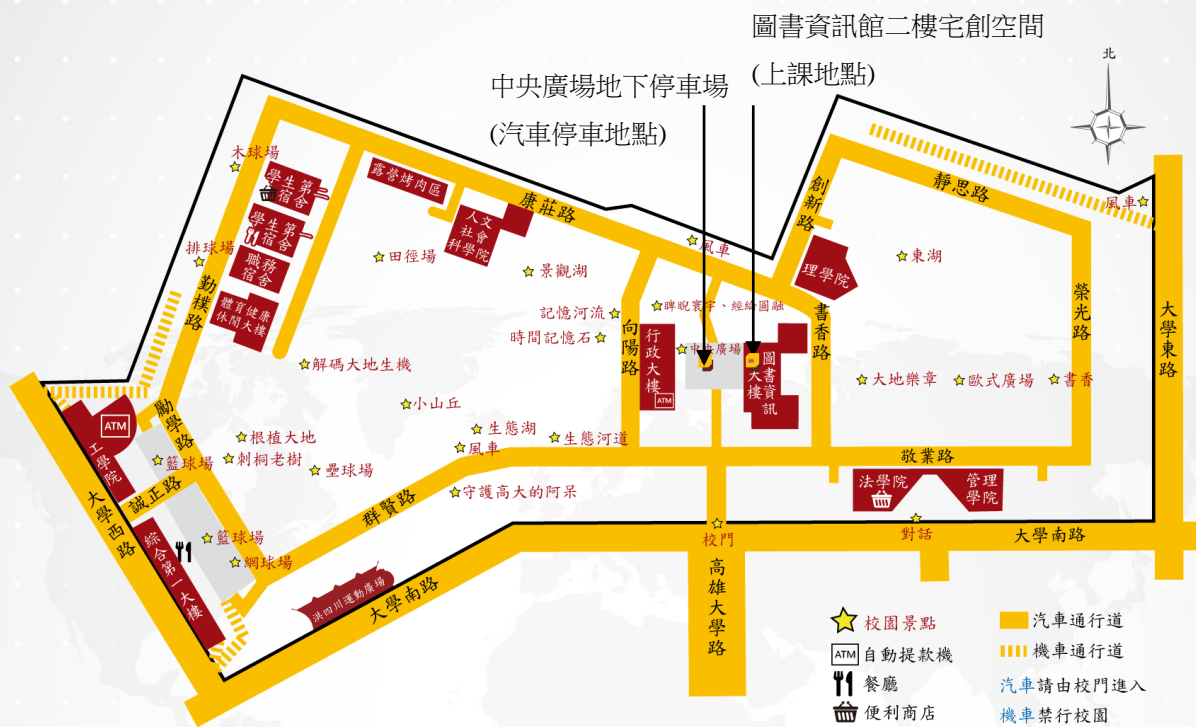 圖書資訊館二樓宅創空間
(上課地點)
中央廣場地下停車場
(汽車停車地點)
北
木球場
學生第二宿舍
學生第一宿舍
職務宿舍
體育健康休閒大樓
排球場
勤樸路
露營烤肉區
人文社會科學院
康莊路
田徑場
景觀湖
風車
創新路
靜思路
風車
理學院
東湖
榮光路
大學東路
記憶河流
時間記憶石
向陽路
睥睨寰宇、經綸圓融
行政大樓
ATM
中央廣場
圖書資訊大樓
書香路
大地樂章
歐式廣場
書香
解碼大地生機
小山丘
生態湖
風車
生態河道
根植大地
刺桐老樹
壘球場
守護高大的阿呆
勵學路
ATM
工學院
籃球場
誠正路
大學西路
群賢路
敬業路
法學院
管理學院
籃球場
網球場
綜合第一大樓
洪四川運動廣場
大學南路
校門
對話
大學南路
高雄大學路
校園景點
ATM 自動提款機
餐廳
便利商店
汽車通行道
機車通行道
汽車請由校門進入
機車禁行校園